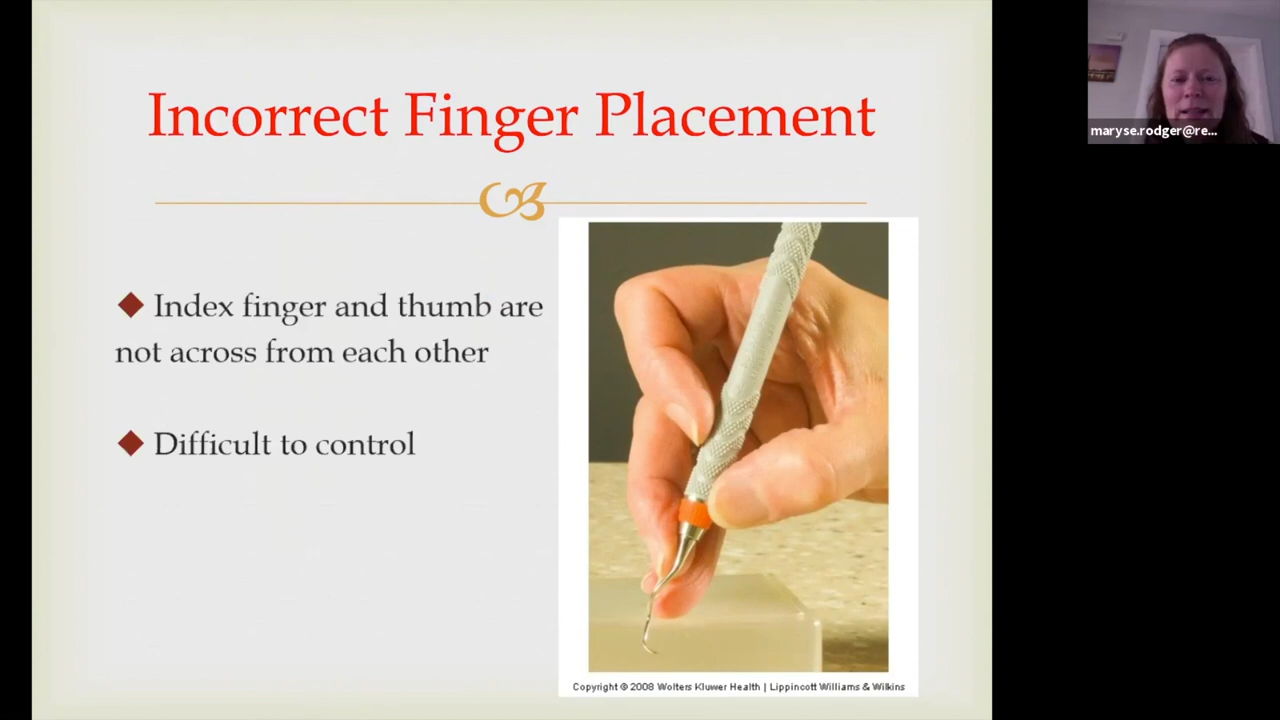 Incorrect Finger Placement
Index finger and thumb are
not across from each other
Difficult to control
Copyright © 2008 Wolters Kluwer Health | Lippincott Williams & Wilkins
maryse.rodger@re...